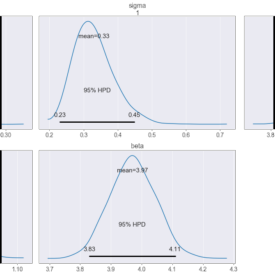 sigma
1
mean=0.33
95% HPD
0.23 0.45
0.30 0.2 0.3 0.4 0.5 0.6 0.7 3.8
beta
mean=3.97
95% HPD
3.83 4.11
1.10 3.7 3.8 3.9 4.0 4.1 4.2 4.3